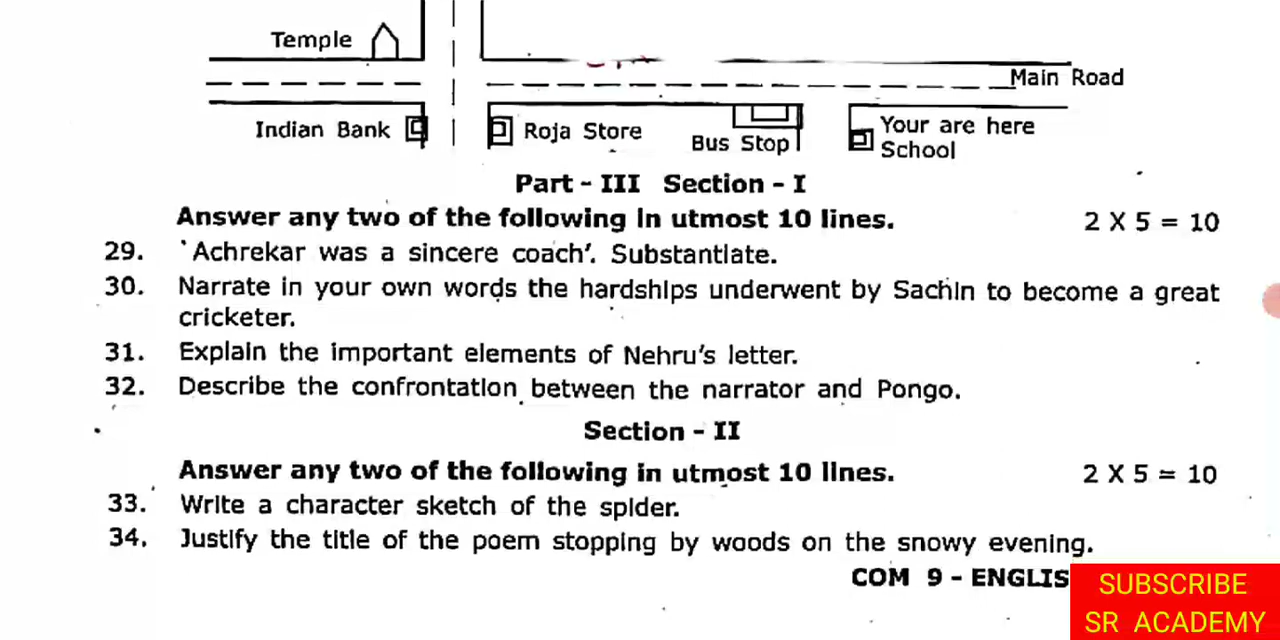 Temple
Main Road
Indian Bank
Roja Store
Bus Stop
Your are here
School
Part - III Section - I
Answer any two of the following in utmost 10 lines. 2 X 5 = 10
29. 'Achrekar was a sincere coach'. Substantiate.
30. Narrate in your own words the hardships underwent by Sachin to become a great
cricketer.
31. Explain the important elements of Nehru's letter.
32. Describe the confrontation between the narrator and Pongo.
Section - II
Answer any two of the following in utmost 10 lines. 2 X 5 = 10
33. Write a character sketch of the spider.
34. Justify the title of the poem stopping by woods on the snowy evening.
COM 9 - ENGLIS
SUBSCRIBE
SR ACADEMY